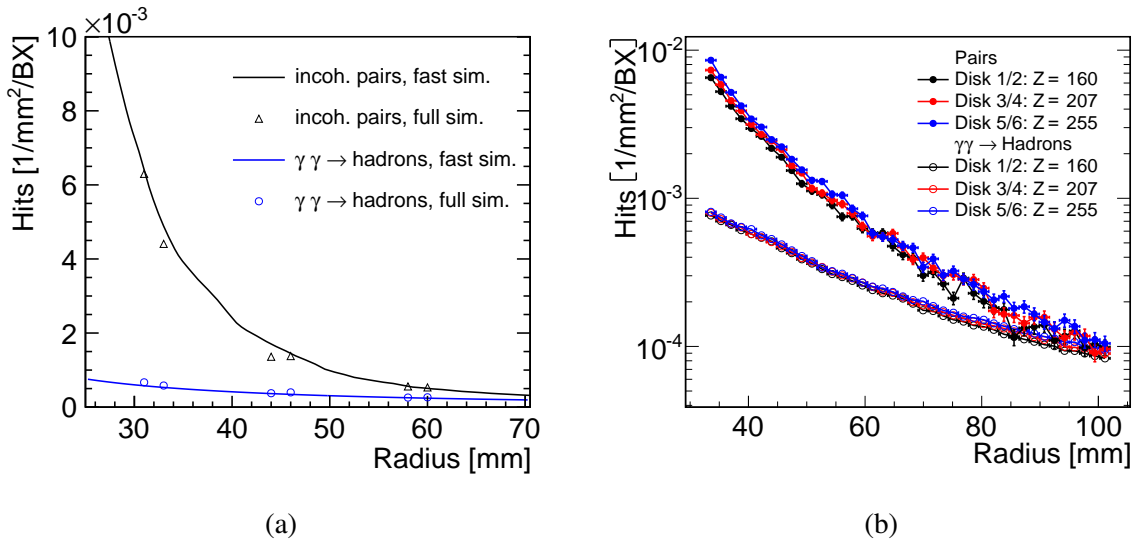 ×10⁻³
Hits [1/mm²/BX]
10
8
6
4
2
0
incoh. pairs, fast sim.
incoh. pairs, full sim.
γ γ → hadrons, fast sim.
γ γ → hadrons, full sim.
30 40 50 60 70
Radius [mm]
(a)
Hits [1/mm²/BX]
10⁻²
10⁻³
10⁻⁴
Pairs
Disk 1/2: Z = 160
Disk 3/4: Z = 207
Disk 5/6: Z = 255
γγ → Hadrons
Disk 1/2: Z = 160
Disk 3/4: Z = 207
Disk 5/6: Z = 255
40 60 80 100
Radius [mm]
(b)